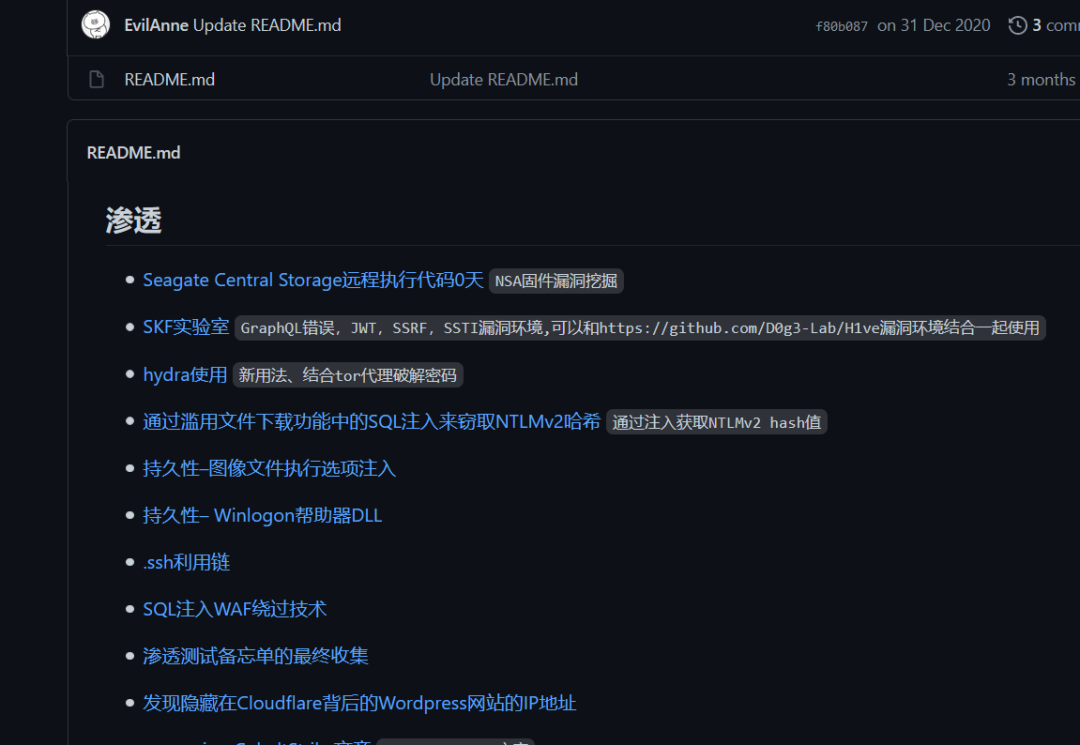 EvilAnne Update README.md f80b087 on 31 Dec 2020 3
README.md Update README.md 3 months
README.md
渗透
Seagate Central Storage远程执行代码0天 NSA固件漏洞挖掘
SKF实验室 GraphQL错误, JWT, SSRF, SSTI漏洞环境,可以和https://github.com/D0g3-Lab/H1ve漏洞环境结合一起使用
hydra使用 新用法、结合tor代理破解密码
通过滥用文件下载功能中的SQL注入来窃取NTLMv2哈希 通过注入获取NTLMv2 hash值
持久性–图像文件执行选项注入
持久性– Winlogon帮助器DLL
.ssh利用链
SQL注入WAF绕过技术
渗透测试备忘单的最终收集
发现隐藏在Cloudflare背后的Wordpress网站的IP地址